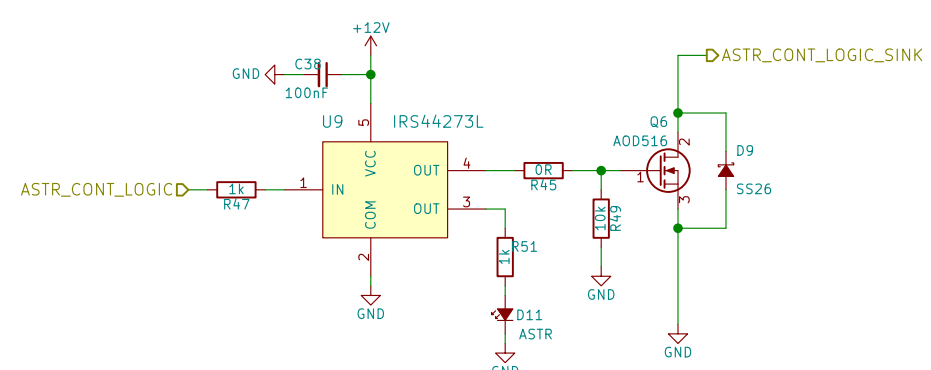 +12V
ASTR_CONT_LOGIC_SINK
C38
GND
100nF
U9
IRS44273L
5
Q6
AOD516
2
VCC
D9
4
OUT
0R
R45
1
SS26
ASTR_CONT_LOGIC
1k
R47
1
IN
3
COM
OUT
3
10k
R49
2
1k
R51
GND
GND
D11
ASTR
GND
GND